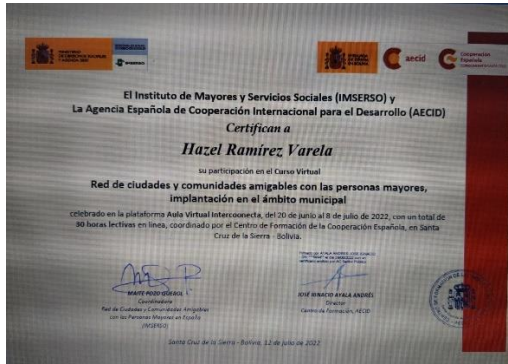 aecid
Cooperación
Española
El Instituto de Mayores y Servicios Sociales (IMSERSO) y
La Agencia Española de Cooperación Internacional para el Desarrollo (AECID)
Certifican a
Hazel Ramírez Varela
su participación en el Curso Virtual
Red de ciudades y comunidades amigables con las personas mayores,
implantación en el ámbito municipal
celebrado en la plataforma Aula Virtual Intercoonecta, del 20 de junio al 8 de julio de 2022, con un total de
30 horas lectivas en línea, coordinado por el Centro de Formación de la Cooperación Española, en Santa
Cruz de la Sierra - Bolivia.
MAITE POZO
Coordinadora
Red de Ciudades y Comunidades Amigables
con las Personas Mayores en España
(IMSERSO)
JOSÉ IGNACIO AYALA ANDRÉS
Director
Centro de Formación, AECID
Santa Cruz de la Sierra - Bolivia, 12 de julio de 2022